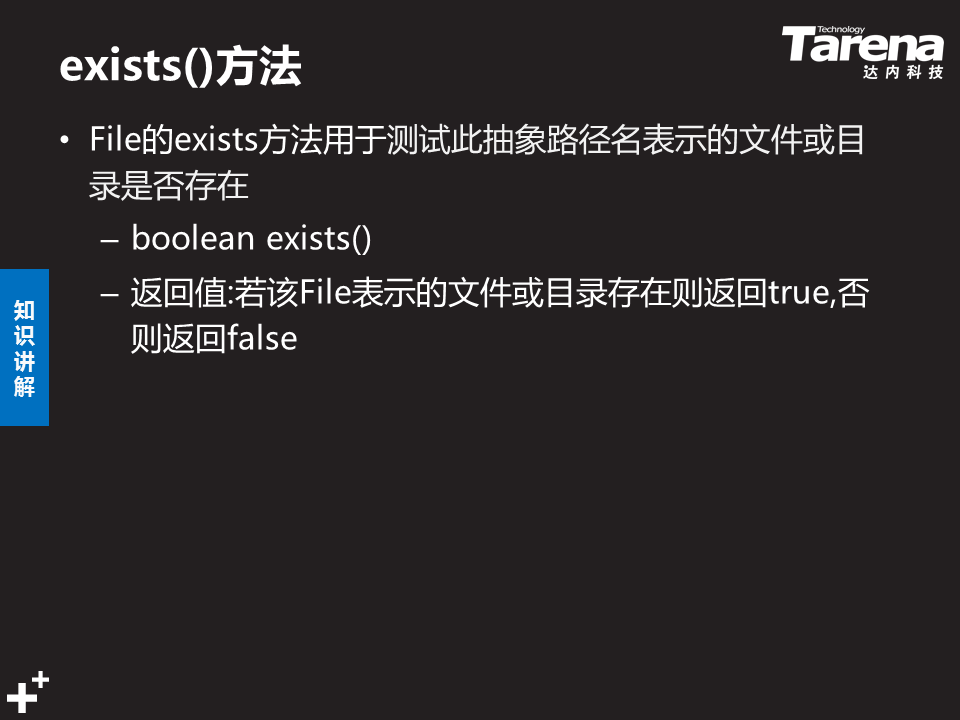 exists()方法
Technology
Tarena
达内科技
• File的exists方法用于测试此抽象路径名表示的文件或目
录是否存在
– boolean exists()
– 返回值:若该File表示的文件或目录存在则返回true,否
则返回false
知
识
讲
解